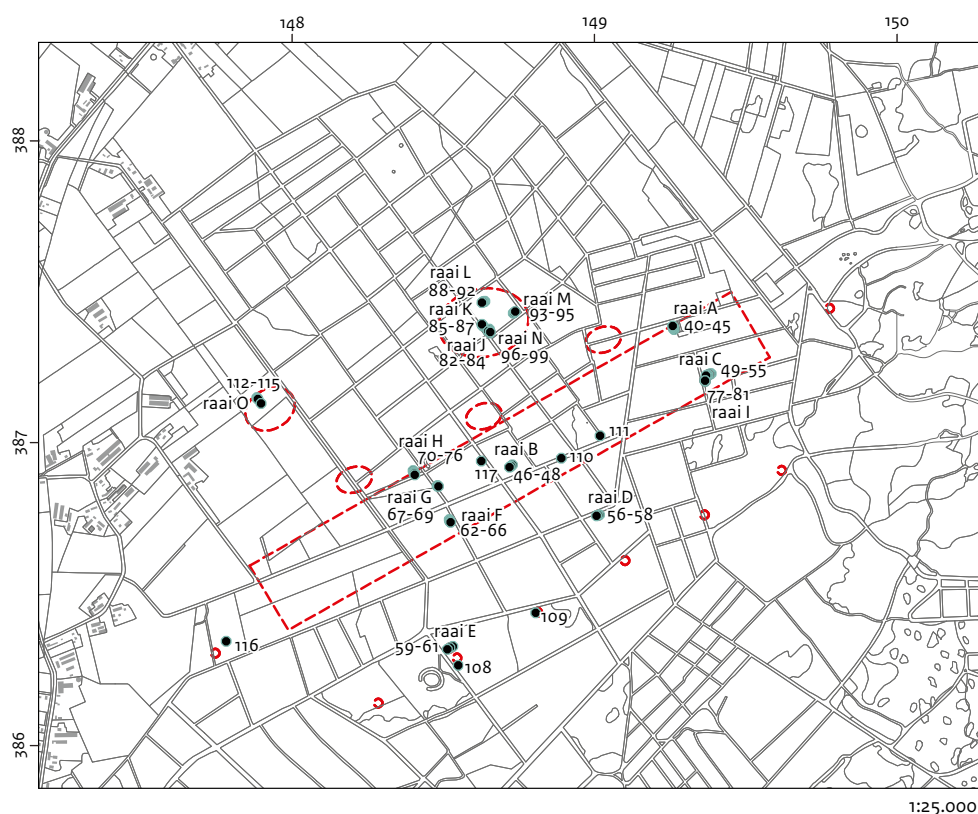 148
149
150
388
387
386
raai L
88-92
raai K
85-87
raai J
82-84
raai M
93-95
raai N
96-99
raai A
40-45
raai C
49-55
77-81
raai I
112-115
raai O
raai H
70-76
raai B
46-48
117
110
111
raai G
67-69
raai F
62-66
raai D
56-58
109
raai E
59-61
108
116
1:25.000